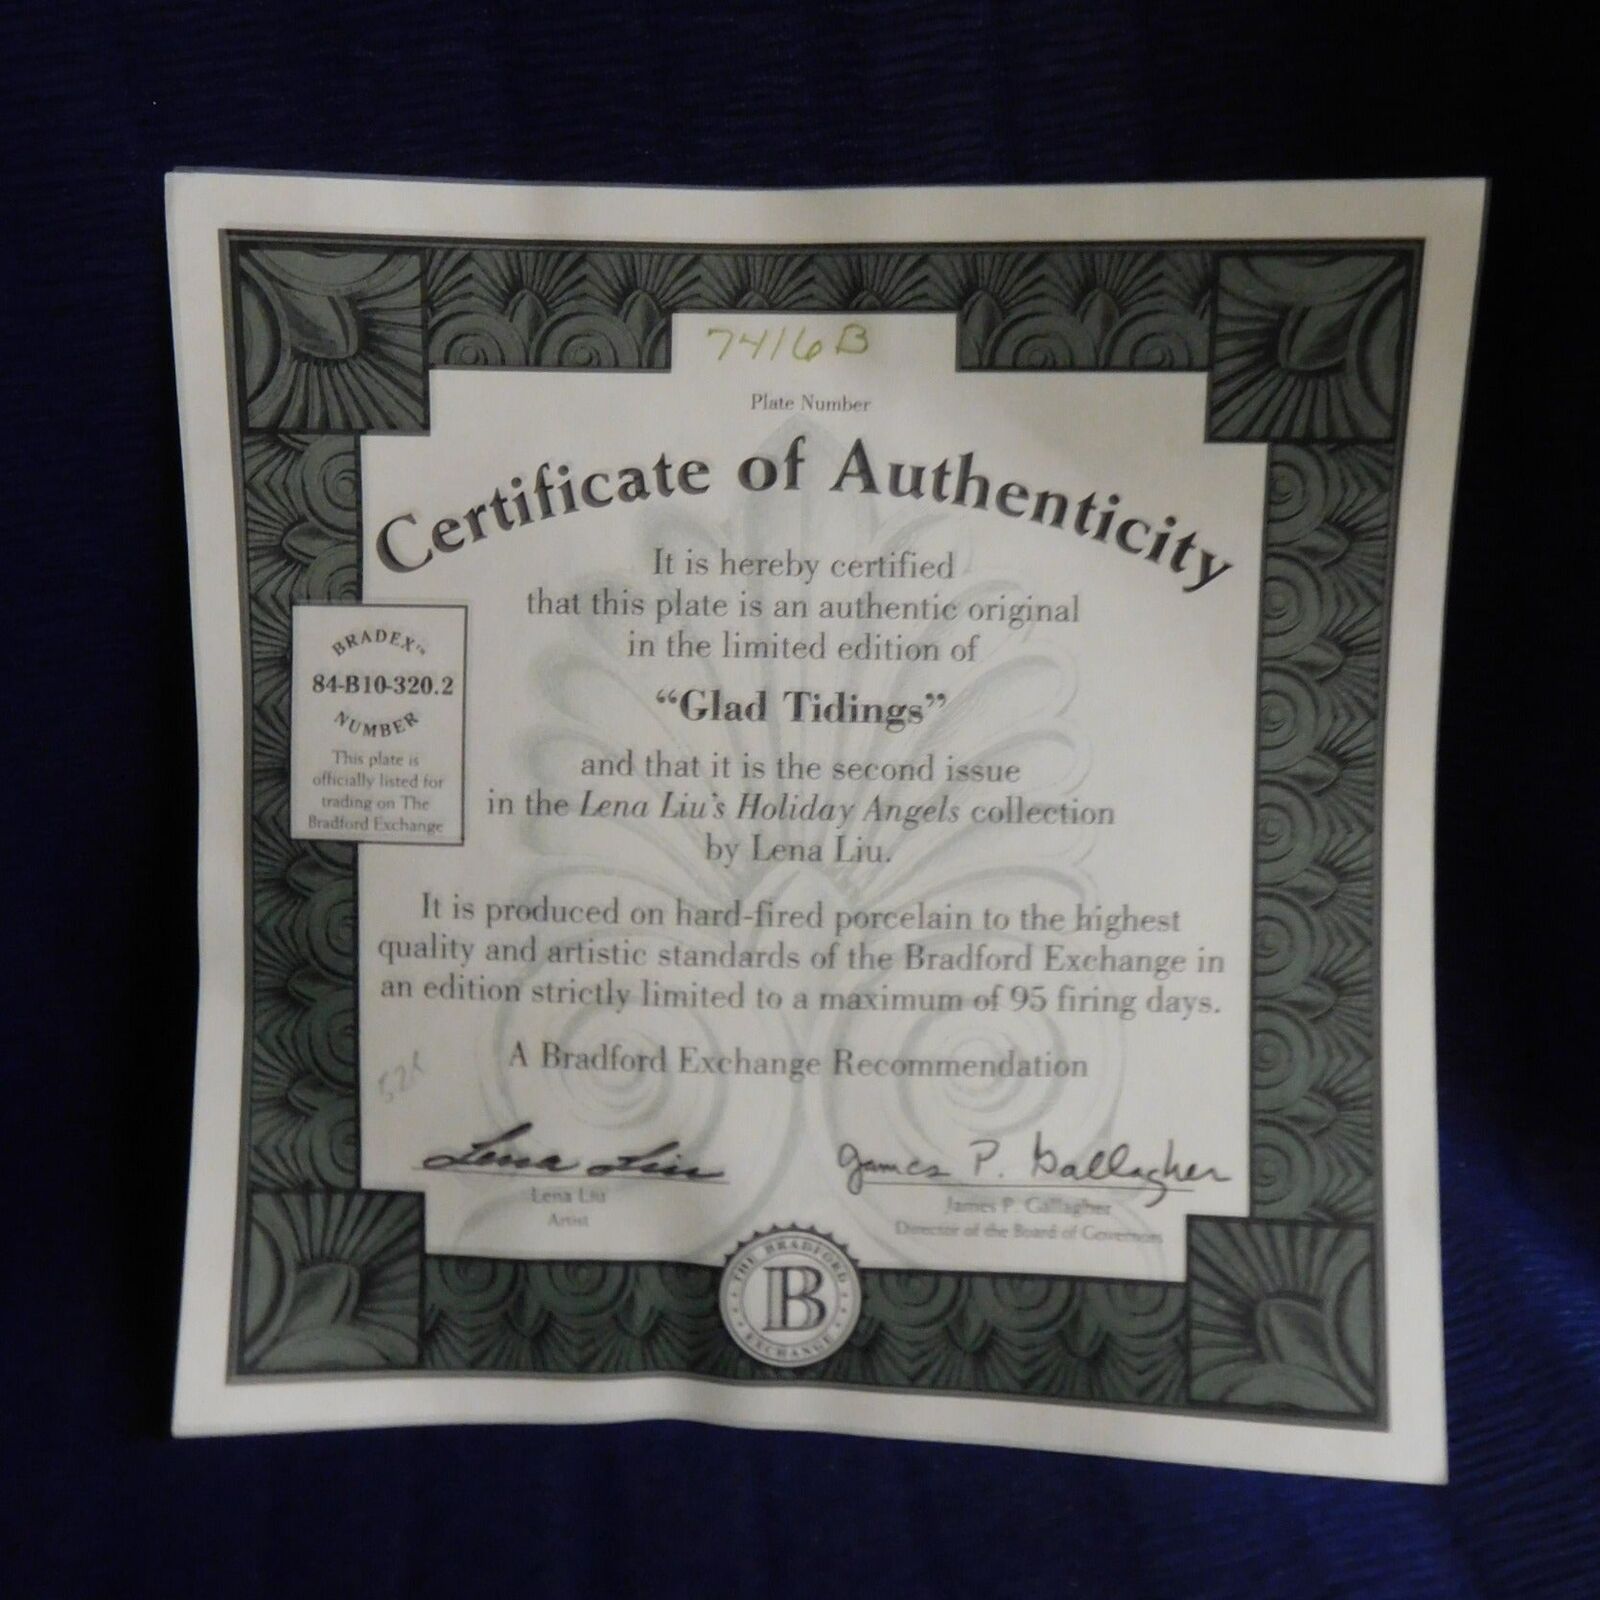 7416B
Plate Number
Certificate of Authenticity
It is hereby certified
that this plate is an authentic original
in the limited edition of
“Glad Tidings”
and that it is the second issue
in the Lena Liu's Holiday Angels collection
by Lena Liu.
BRADEX™
84-B10-320.2
NUMBER
This plate is
officially listed for
trading on The
Bradford Exchange
It is produced on hard-fired porcelain to the highest
quality and artistic standards of the Bradford Exchange in
an edition strictly limited to a maximum of 95 firing days.
A Bradford Exchange Recommendation
Lena Liu
Lena Liu
Artist
James P. Gallagher
James P. Gallagher
Director of the Board of Governors
THE BRADFORD
B
EXCHANGE